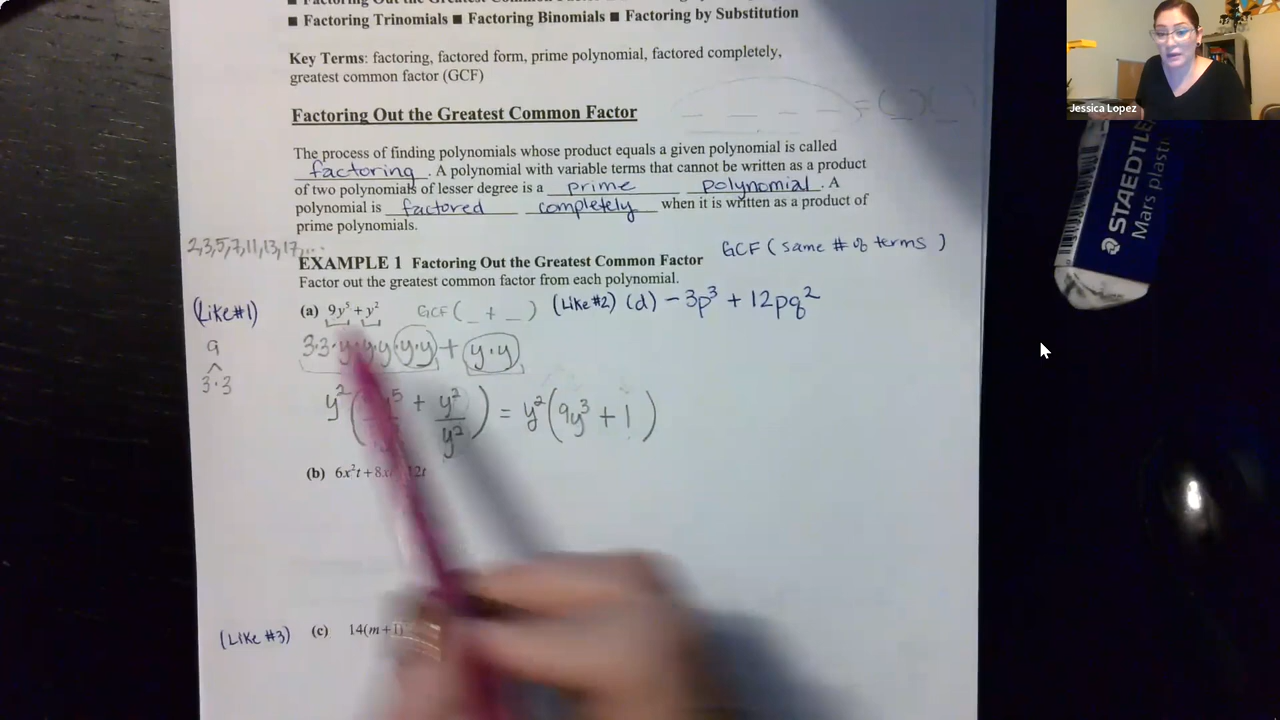 ■ Factoring Trinomials ■ Factoring Binomials ■ Factoring by Substitution
Key Terms: factoring, factored form, prime polynomial, factored completely,
greatest common factor (GCF)
Jessica Lopez
Factoring Out the Greatest Common Factor
_ _ _ _ = (_)(_)
The process of finding polynomials whose product equals a given polynomial is called
factoring. A polynomial with variable terms that cannot be written as a product
of two polynomials of lesser degree is a prime polynomial. A
polynomial is factored completely when it is written as a product of
prime polynomials.
STAEDTLER
Mars plasti
2,3,5,7,11,13,17,...
GCF (same # of terms)
EXAMPLE 1 Factoring Out the Greatest Common Factor
Factor out the greatest common factor from each polynomial.
(Like #1) (a) 9y⁵ + y² GCF ( _ + _ ) (Like #2) (d) -3p³ + 12pq²
9
3·3
3·3·y·y·y(y·y) + (y·y)
y² ( y⁵ + y²/y² ) = y² (9y³ + 1)
(b) 6x²t + 8x 12t
(Like #3) (c) 14(m+1)